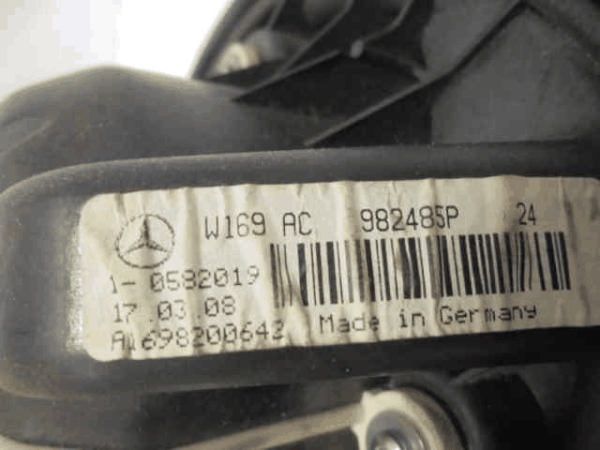 W169 AC 982485P 24
1- 0582019
17.03.08
A1698200642 Made in Germany